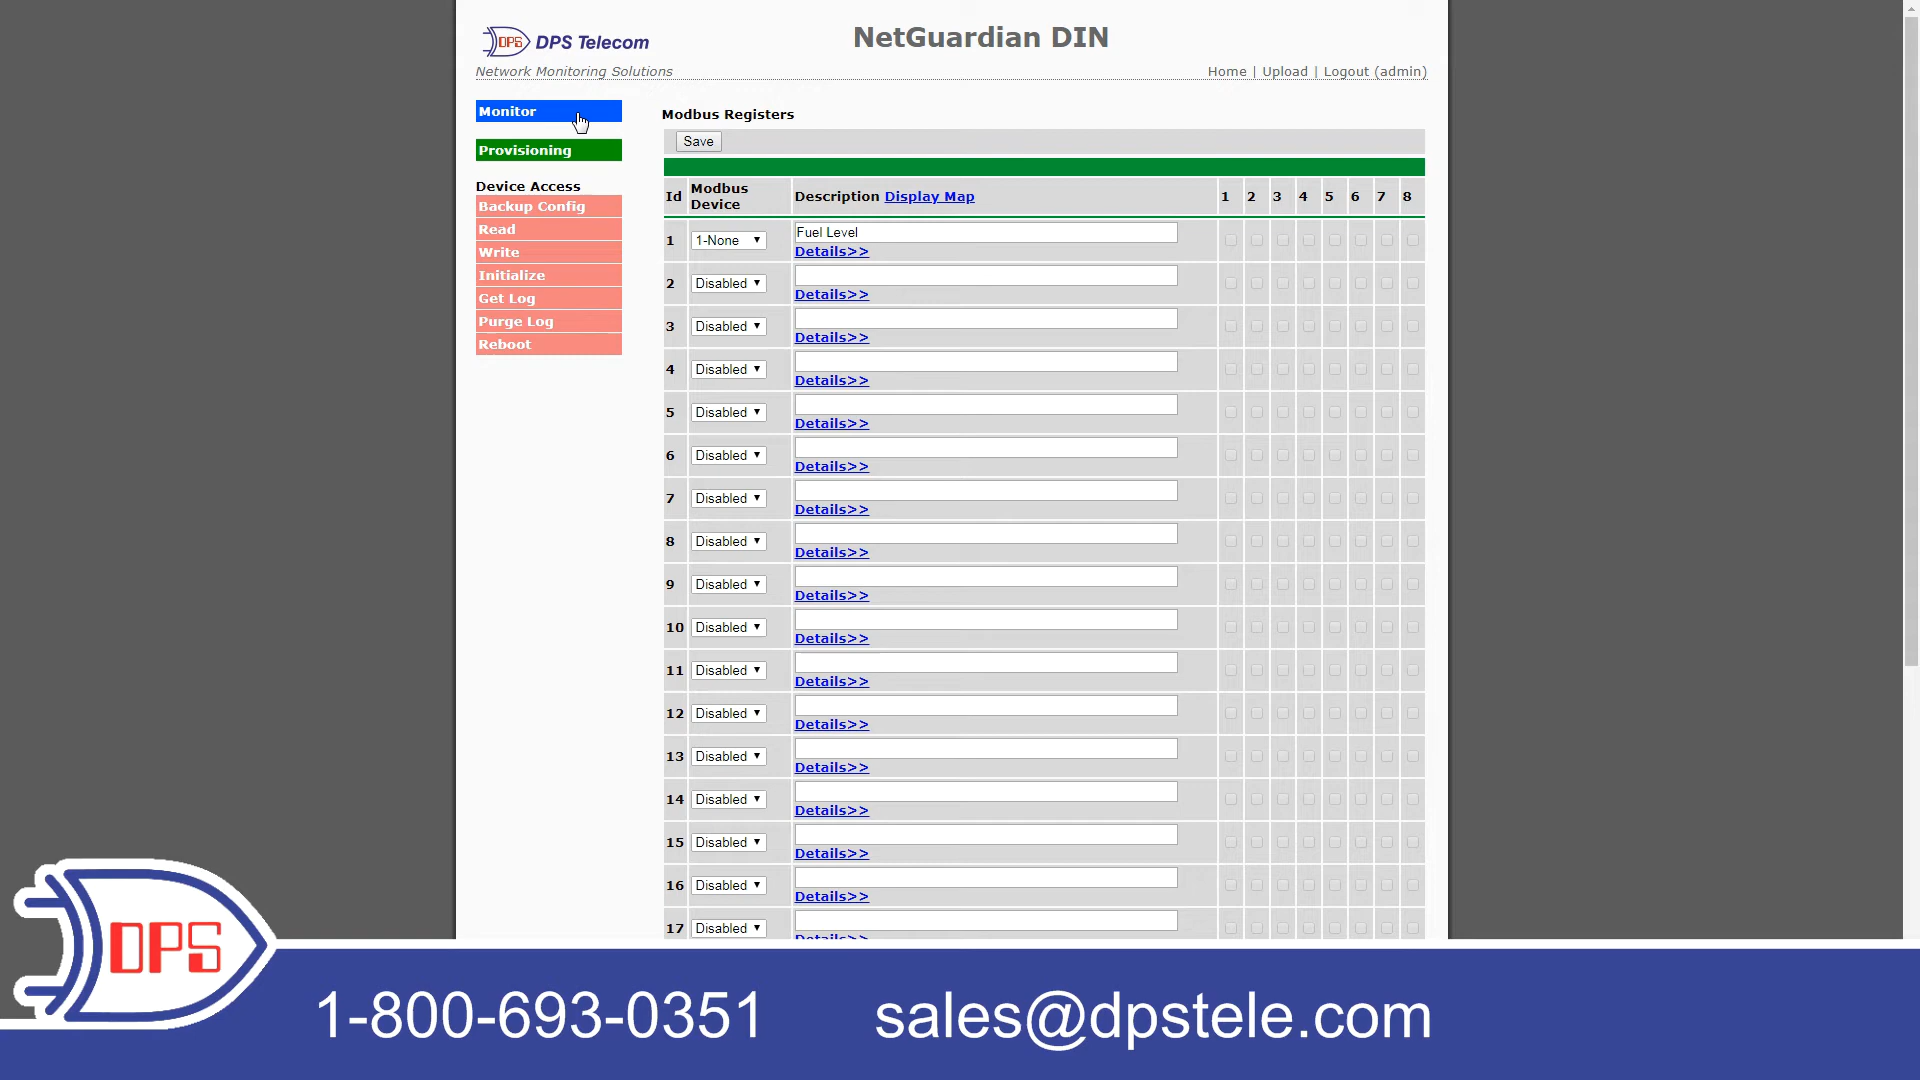 DPS DPS Telecom
Network Monitoring Solutions
NetGuardian DIN
Home | Upload | Logout (admin)
Monitor
Provisioning
Device Access
Backup Config
Read
Write
Initialize
Get Log
Purge Log
Reboot
Modbus Registers
Save
Id Modbus Device Description Display Map 1 2 3 4 5 6 7 8
1 1-None Fuel Level
Details>>
2 Disabled
Details>>
3 Disabled
Details>>
4 Disabled
Details>>
5 Disabled
Details>>
6 Disabled
Details>>
7 Disabled
Details>>
8 Disabled
Details>>
9 Disabled
Details>>
10 Disabled
Details>>
11 Disabled
Details>>
12 Disabled
Details>>
13 Disabled
Details>>
14 Disabled
Details>>
15 Disabled
Details>>
16 Disabled
Details>>
17 Disabled
Details>>
DPS
1-800-693-0351 sales@dpstele.com